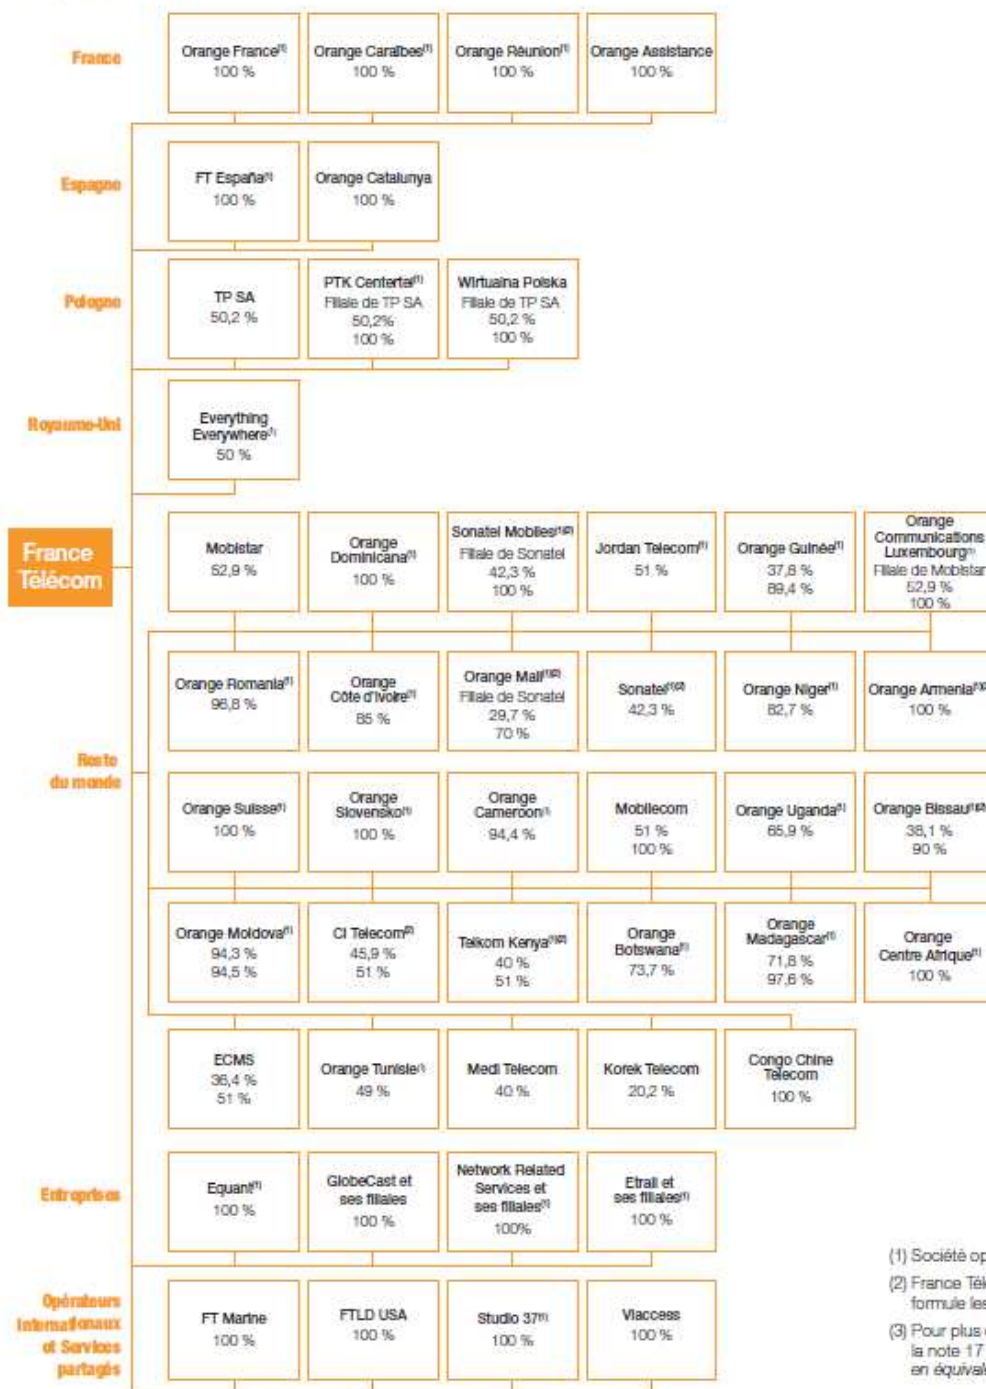 France
Orange France(1)
100 %
Orange Caraïbes(1)
100 %
Orange Réunion(1)
100 %
Orange Assistance
100 %
Espagne
FT España(1)
100 %
Orange Catalunya
100 %
Pologne
TP SA
50,2 %
PTK Centertel(1)
Filiale de TP SA
50,2%
100 %
Wirtualna Polska
Filiale de TP SA
50,2 %
100 %
Royaume-Uni
Everything
Everywhere(1)
50 %
France
Télécom
Mobistar
52,9 %
Orange
Dominicana(1)
100 %
Sonatel Mobiles(1)(2)
Filiale de Sonatel
42,3 %
100 %
Jordan Telecom(1)
51 %
Orange Guinée(1)
37,8 %
89,4 %
Orange
Communications
Luxembourg(1)
Filiale de Mobistar
52,9 %
100 %
Reste
du monde
Orange Romania(1)
96,8 %
Orange
Côte d'Ivoire(1)
85 %
Orange Mali(1)(2)
Filiale de Sonatel
29,7 %
70 %
Sonatel(1)(2)
42,3 %
Orange Niger(1)
82,7 %
Orange Armenia(1)(2)
100 %
Orange Suisse(1)
100 %
Orange
Slovensko(1)
100 %
Orange
Cameroon(1)
94,4 %
Mobilecom
51 %
100 %
Orange Uganda(1)
65,9 %
Orange Bissau(1)(2)
38,1 %
90 %
Orange Moldova(1)
94,3 %
94,5 %
CI Telecom(2)
45,9 %
51 %
Telkom Kenya(1)(2)
40 %
51 %
Orange
Botswana(1)
73,7 %
Orange
Madagascar(1)
71,8 %
97,6 %
Orange
Centre Afrique(1)
100 %
ECMS
36,4 %
51 %
Orange Tunisie(1)
49 %
Medi Telecom
40 %
Korek Telecom
20,2 %
Congo Chine
Telecom
100 %
Entreprises
Equant(1)
100 %
GlobeCast et
ses filiales
100 %
Network Related
Services et
ses filiales(1)
100%
Etrali et
ses filiales(1)
100 %
Opérateurs
Internationaux
et Services
partagés
FT Marine
100 %
FTLD USA
100 %
Studio 37(1)
100 %
Viaccess
100 %
(1) Société op
(2) France Tél
formule les
(3) Pour plus
la note 17
en équivale